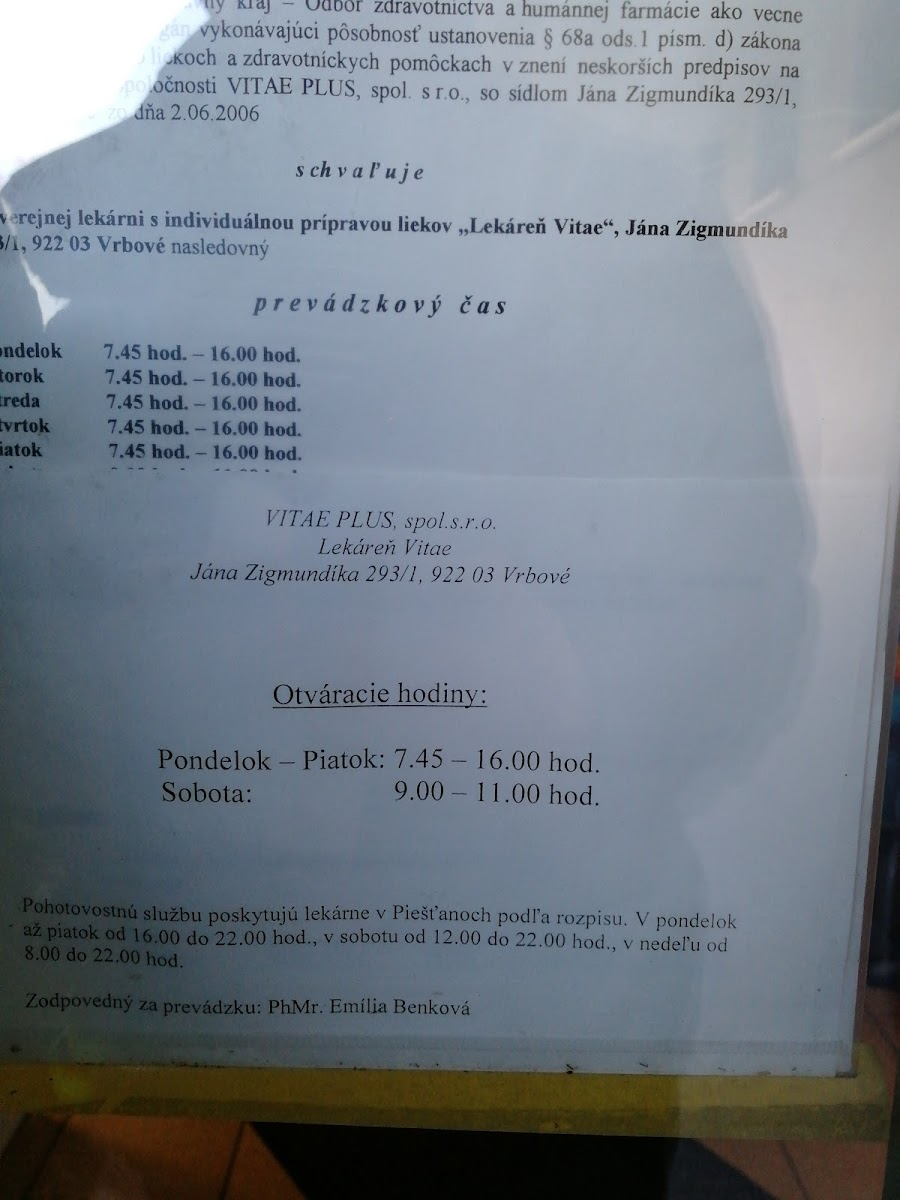 kraj – Odbor zdravotníctva a humánnej farmácie ako vecne
vykonávajúci pôsobnosť ustanovenia § 68a ods.1 písm. d) zákona
liekoch a zdravotníckych pomôckach v znení neskorších predpisov na
spoločnosti VITAE PLUS, spol. s r.o., so sídlom Jána Zigmundíka 293/1,
zo dňa 2.06.2006
schvaľuje
verejnej lekárni s individuálnou prípravou liekov „Lekáreň Vitae“, Jána Zigmundíka
3/1, 922 03 Vrbové nasledovný
prevádzkový čas
ondelok 7.45 hod. – 16.00 hod.
torok 7.45 hod. – 16.00 hod.
treda 7.45 hod. – 16.00 hod.
tvrtok 7.45 hod. – 16.00 hod.
iatok 7.45 hod. – 16.00 hod.
VITAE PLUS, spol.s.r.o.
Lekáreň Vitae
Jána Zigmundíka 293/1, 922 03 Vrbové
Otváracie hodiny:
Pondelok – Piatok: 7.45 – 16.00 hod.
Sobota: 9.00 – 11.00 hod.
Pohotovostnú službu poskytujú lekárne v Piešťanoch podľa rozpisu. V pondelok
až piatok od 16.00 do 22.00 hod., v sobotu od 12.00 do 22.00 hod., v nedeľu od
8.00 do 22.00 hod.
Zodpovedný za prevádzku: PhMr. Emília Benková